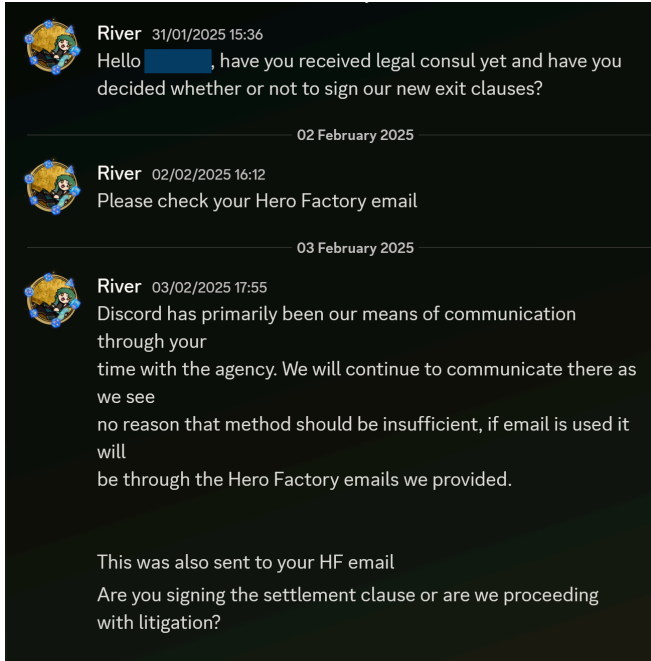 River 31/01/2025 15:36
Hello , have you received legal consul yet and have you
decided whether or not to sign our new exit clauses?
02 February 2025
River 02/02/2025 16:12
Please check your Hero Factory email
03 February 2025
River 03/02/2025 17:55
Discord has primarily been our means of communication
through your
time with the agency. We will continue to communicate there as
we see
no reason that method should be insufficient, if email is used it
will
be through the Hero Factory emails we provided.
This was also sent to your HF email
Are you signing the settlement clause or are we proceeding
with litigation?